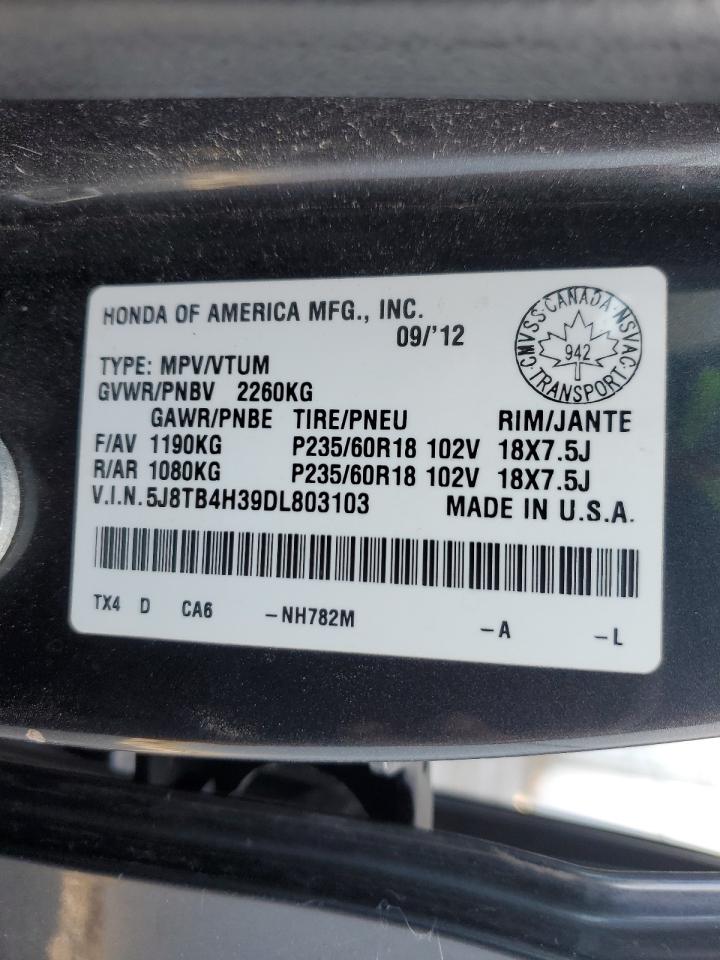 HONDA OF AMERICA MFG., INC.
09/'12
CMVSS·CANADA·NSVAC
942
TRANSPORT
TYPE: MPV/VTUM
GVWR/PNBV 2260KG
GAWR/PNBE TIRE/PNEU RIM/JANTE
F/AV 1190KG P235/60R18 102V 18X7.5J
R/AR 1080KG P235/60R18 102V 18X7.5J
V.I.N. 5J8TB4H39DL803103 MADE IN U.S.A.
TX4 D CA6 -NH782M -A -L